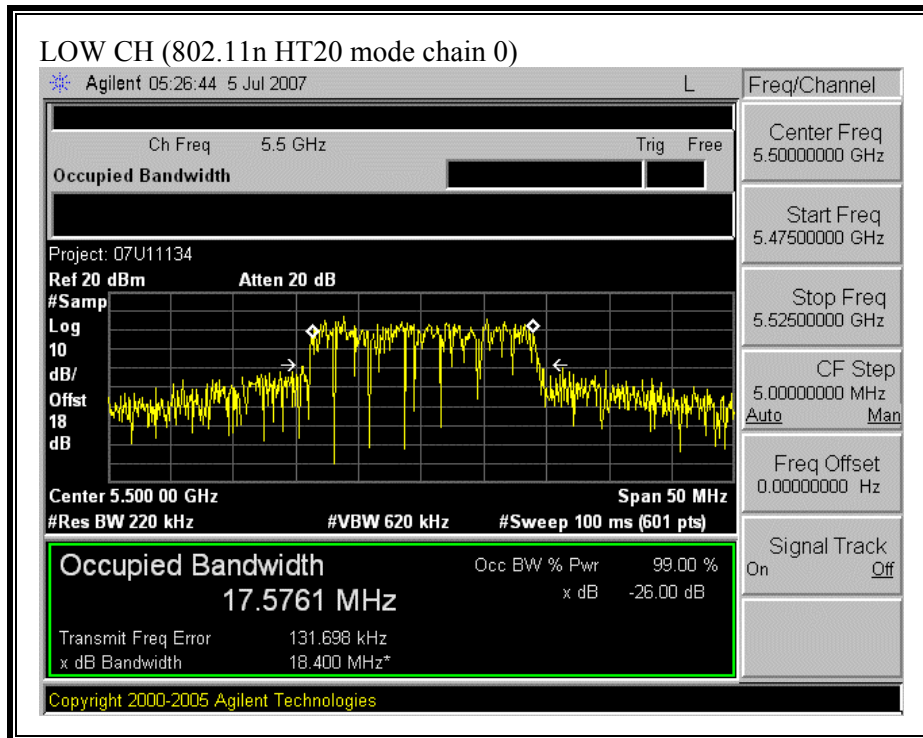 LOW CH (802.11n HT20 mode chain 0)
Agilent 05:26:44 5 Jul 2007 L
Freq/Channel
Ch Freq 5.5 GHz Trig Free
Occupied Bandwidth
Center Freq
5.50000000 GHz
Start Freq
5.47500000 GHz
Stop Freq
5.52500000 GHz
CF Step
5.00000000 MHz
Auto Man
Freq Offset
0.00000000 Hz
Signal Track
On Off
Project: 07U11134
Ref 20 dBm Atten 20 dB
#Samp
Log
10
dB/
Offst
18
dB
Center 5.500 00 GHz Span 50 MHz
#Res BW 220 kHz #VBW 620 kHz #Sweep 100 ms (601 pts)
Occupied Bandwidth
17.5761 MHz
Occ BW % Pwr 99.00 %
x dB -26.00 dB
Transmit Freq Error 131.698 kHz
x dB Bandwidth 18.400 MHz*
Copyright 2000-2005 Agilent Technologies